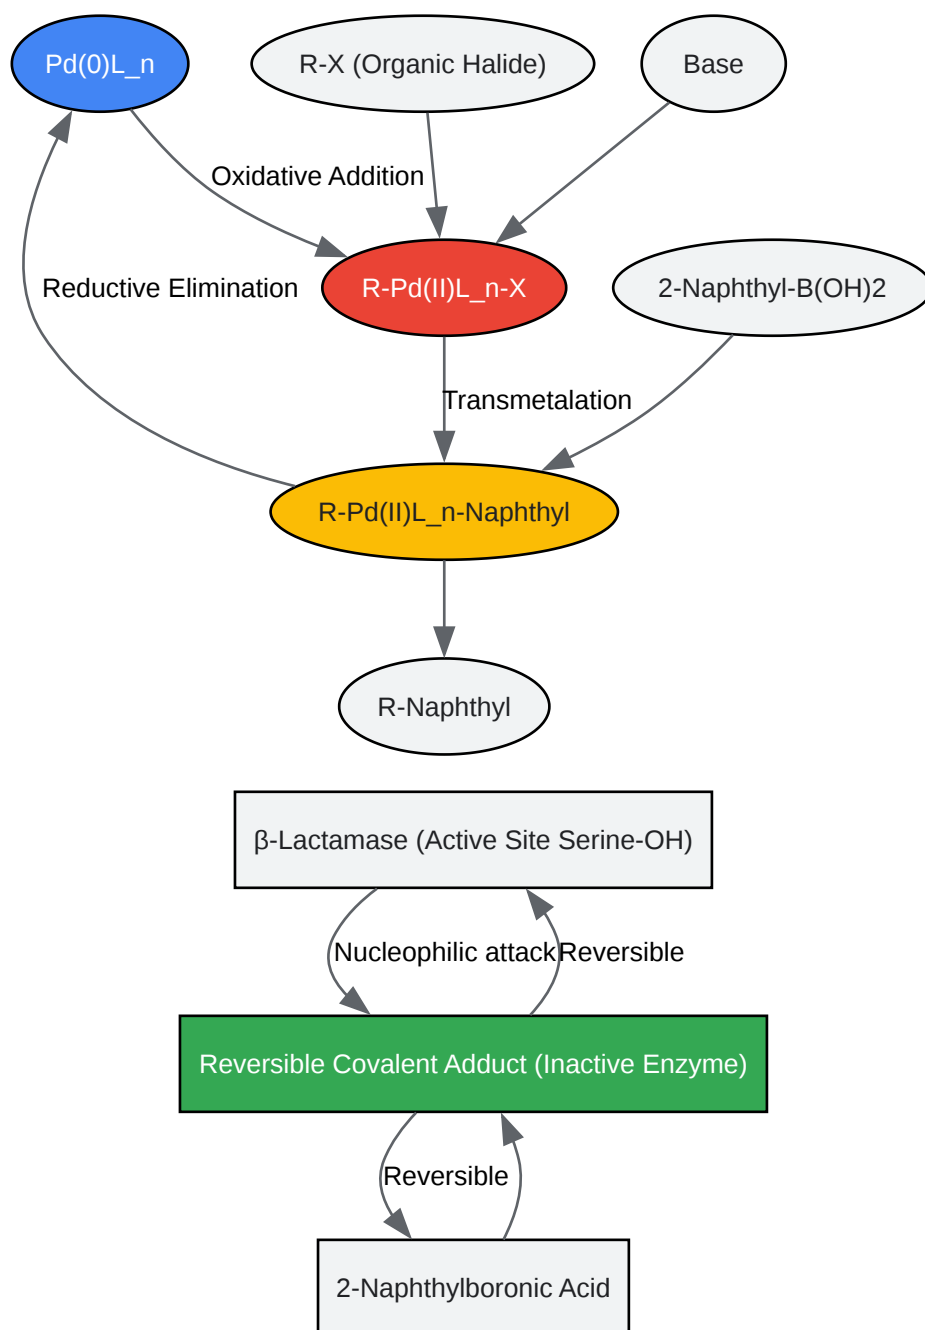 Pd(0)L_n
R-X (Organic Halide)
Base
Oxidative Addition
R-Pd(II)L_n-X
2-Naphthyl-B(OH)2
Reductive Elimination
Transmetalation
R-Pd(II)L_n-Naphthyl
R-Naphthyl
β-Lactamase (Active Site Serine-OH)
Nucleophilic attack
Reversible
Reversible Covalent Adduct (Inactive Enzyme)
Reversible
2-Naphthylboronic Acid